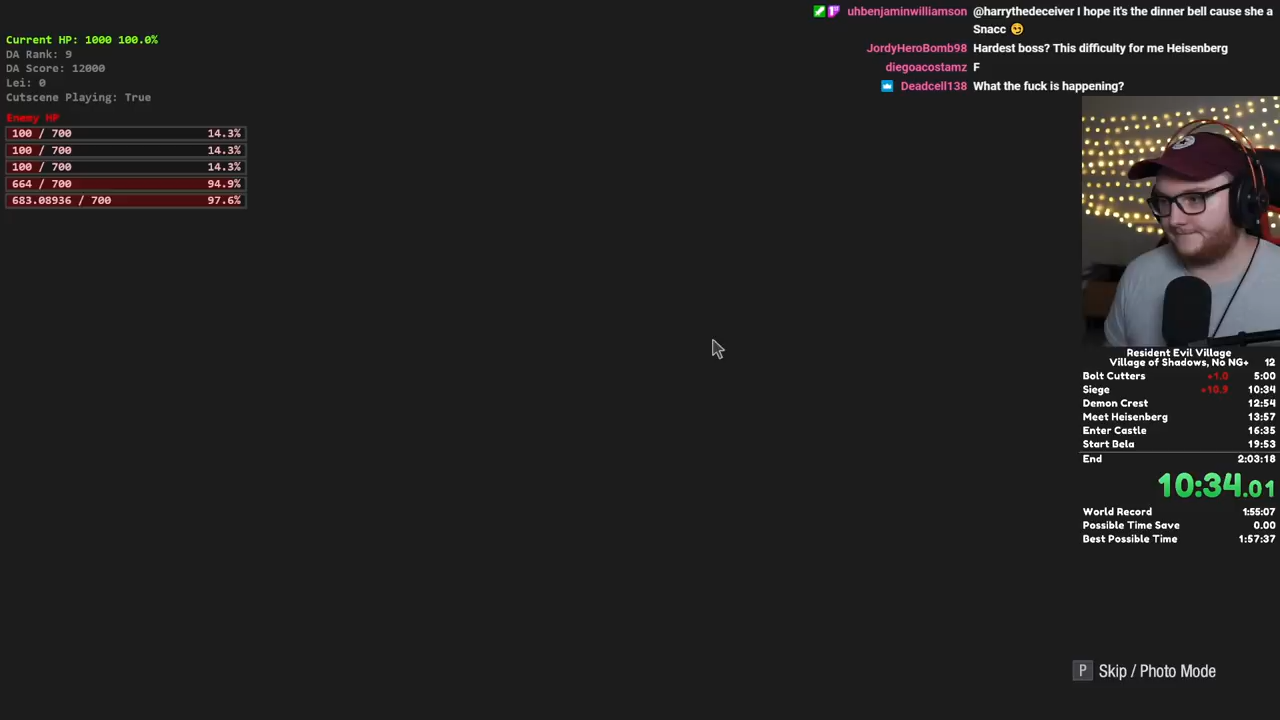 Current HP: 1000 100.0%
DA Rank: 9
DA Score: 12000
Lei: 0
Cutscene Playing: True
Enemy HP
100 / 700 14.3%
100 / 700 14.3%
100 / 700 14.3%
664 / 700 94.9%
683.08936 / 700 97.6%
uhbenjaminwilliamson @harrythedeceiver I hope it's the dinner bell cause she a
Snacc 😏
JordyHeroBomb98 Hardest boss? This difficulty for me Heisenberg
diegoacostamz F
Deadcell138 What the fuck is happening?
Resident Evil Village
Village of Shadows, No NG+ 12
Bolt Cutters +1.0 5:00
Siege +10.9 10:34
Demon Crest 12:54
Meet Heisenberg 13:57
Enter Castle 16:35
Start Bela 19:53
End 2:03:18
10:34.01
World Record 1:55:07
Possible Time Save 0.00
Best Possible Time 1:57:37
P Skip / Photo Mode